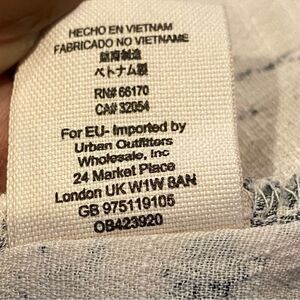 HECHO EN VIETNAM
FABRICADO NO VIETNAME
越南製造
ベトナム製
RN# 66170
CA# 32054
For EU- Imported by
Urban Outfitters
Wholesale, Inc
24 Market Place
London UK W1W 8AN
GB 975119105
OB423920